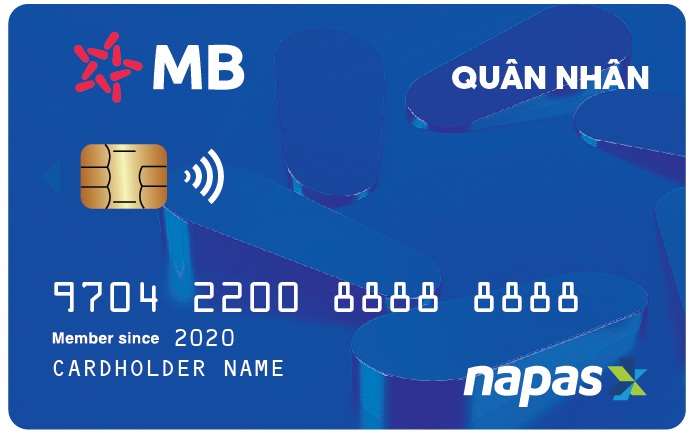 MB
QUÂN NHÂN
9704 2200 8888 8888
Member since 2020
CARDHOLDER NAME
napas